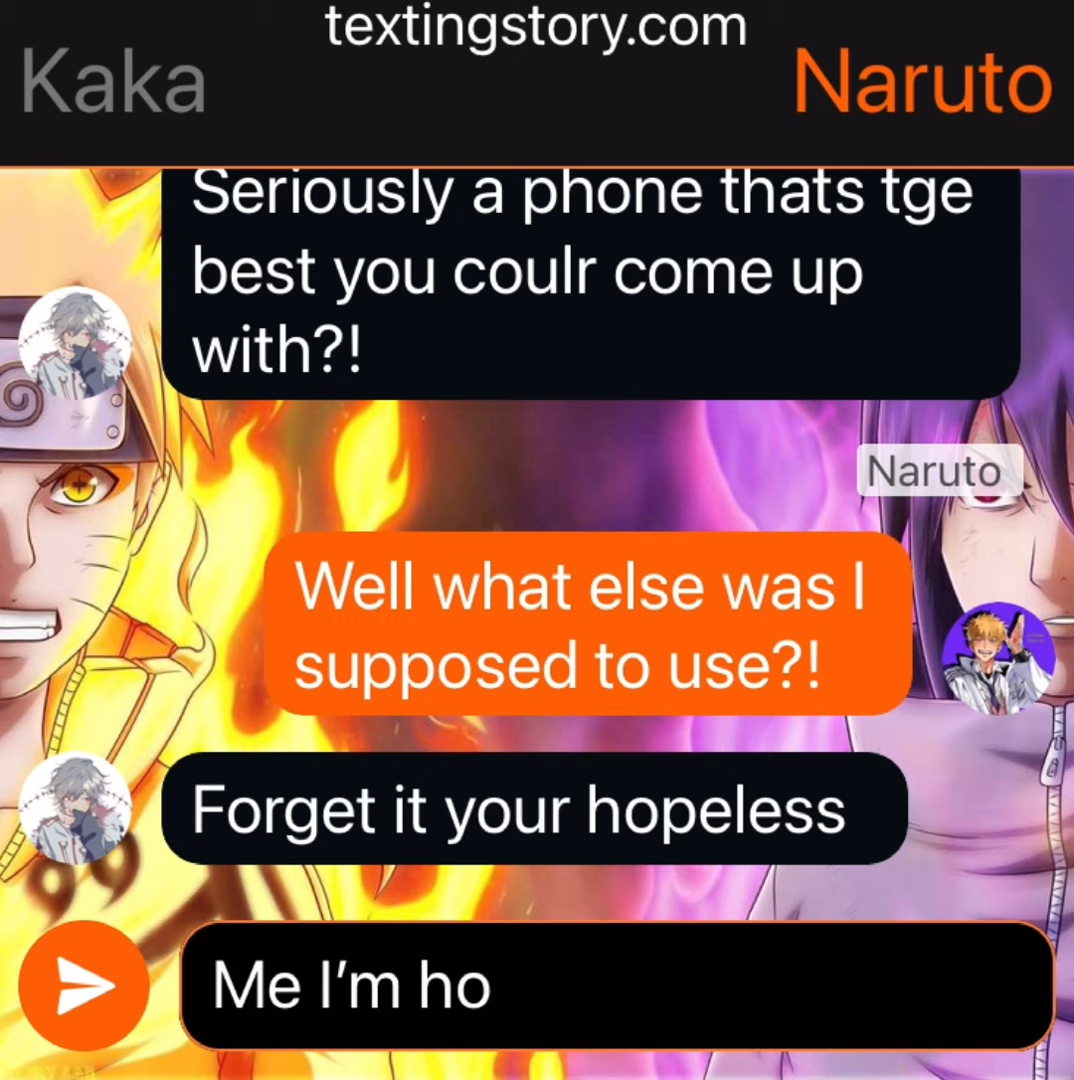 textingstory.com
Kaka
Naruto
Seriously a phone thats tge
best you coulr come up
with?!
Naruto
Well what else was I
supposed to use?!
Forget it your hopeless
Me I'm ho